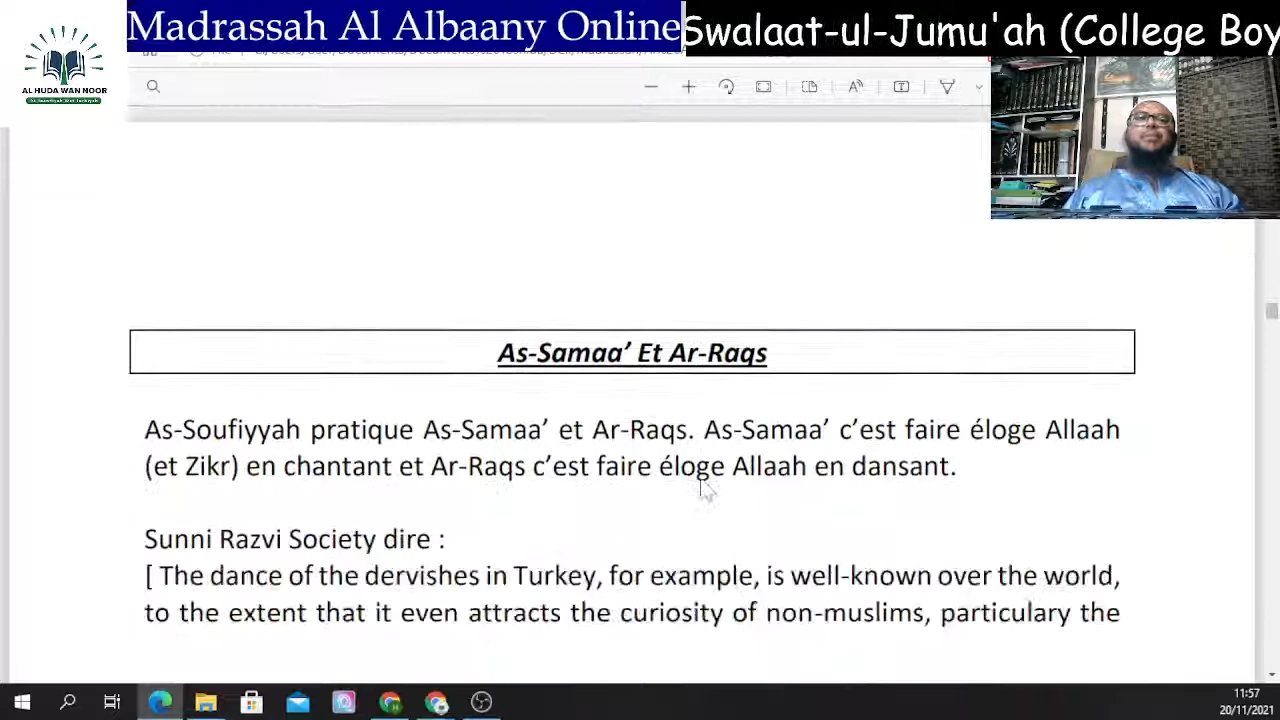 Madrassah Al Albaany Online
Swalaat-ul-Jumu'ah (College Boy
AL HUDA WAN NOOR
As-Samaa’ Et Ar-Raqs
As-Soufiyyah pratique As-Samaa’ et Ar-Raqs. As-Samaa’ c’est faire éloge Allaah
(et Zikr) en chantant et Ar-Raqs c’est faire éloge Allaah en dansant.
Sunni Razvi Society dire :
[ The dance of the dervishes in Turkey, for example, is well-known over the world,
to the extent that it even attracts the curiosity of non-muslims, particulary the
11:57
20/11/2021